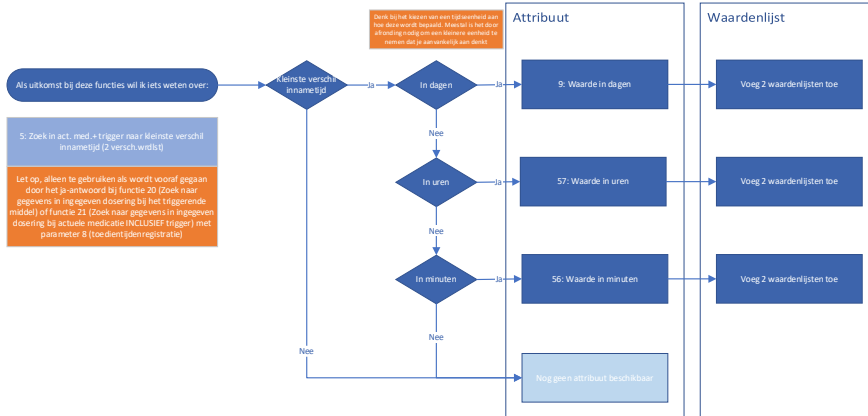 Denk bij het kiezen van een tijdseenheid aan
hoe deze wordt bepaald. Meestal is het door
afronding nodig om een kleinere eenheid te
nemen dat je aanvankelijk aan denkt
Attribuut
Waardenlijst
Als uitkomst bij deze functies wil ik iets weten over:
Kleinste verschil
innametijd
Ja
In dagen
Ja
9: Waarde in dagen
Voeg 2 waardenlijsten toe
5: Zoek in act. med.+ trigger naar kleinste verschil
innametijd (2 versch.wrdlst)
Let op, alleen te gebruiken als wordt vooraf gegaan
door het ja-antwoord bij functie 20 (Zoek naar
gegevens in ingegeven dosering bij het triggerende
middel) of functie 21 (Zoek naar gegevens in ingegeven
dosering bij actuele medicatie INCLUSIEF trigger) met
parameter 8 (toedientijdenregistratie)
Nee
In uren
Ja
57: Waarde in uren
Voeg 2 waardenlijsten toe
Nee
In minuten
Ja
56: Waarde in minuten
Voeg 2 waardenlijsten toe
Nee
Nee
Nog geen attribuut beschikbaar